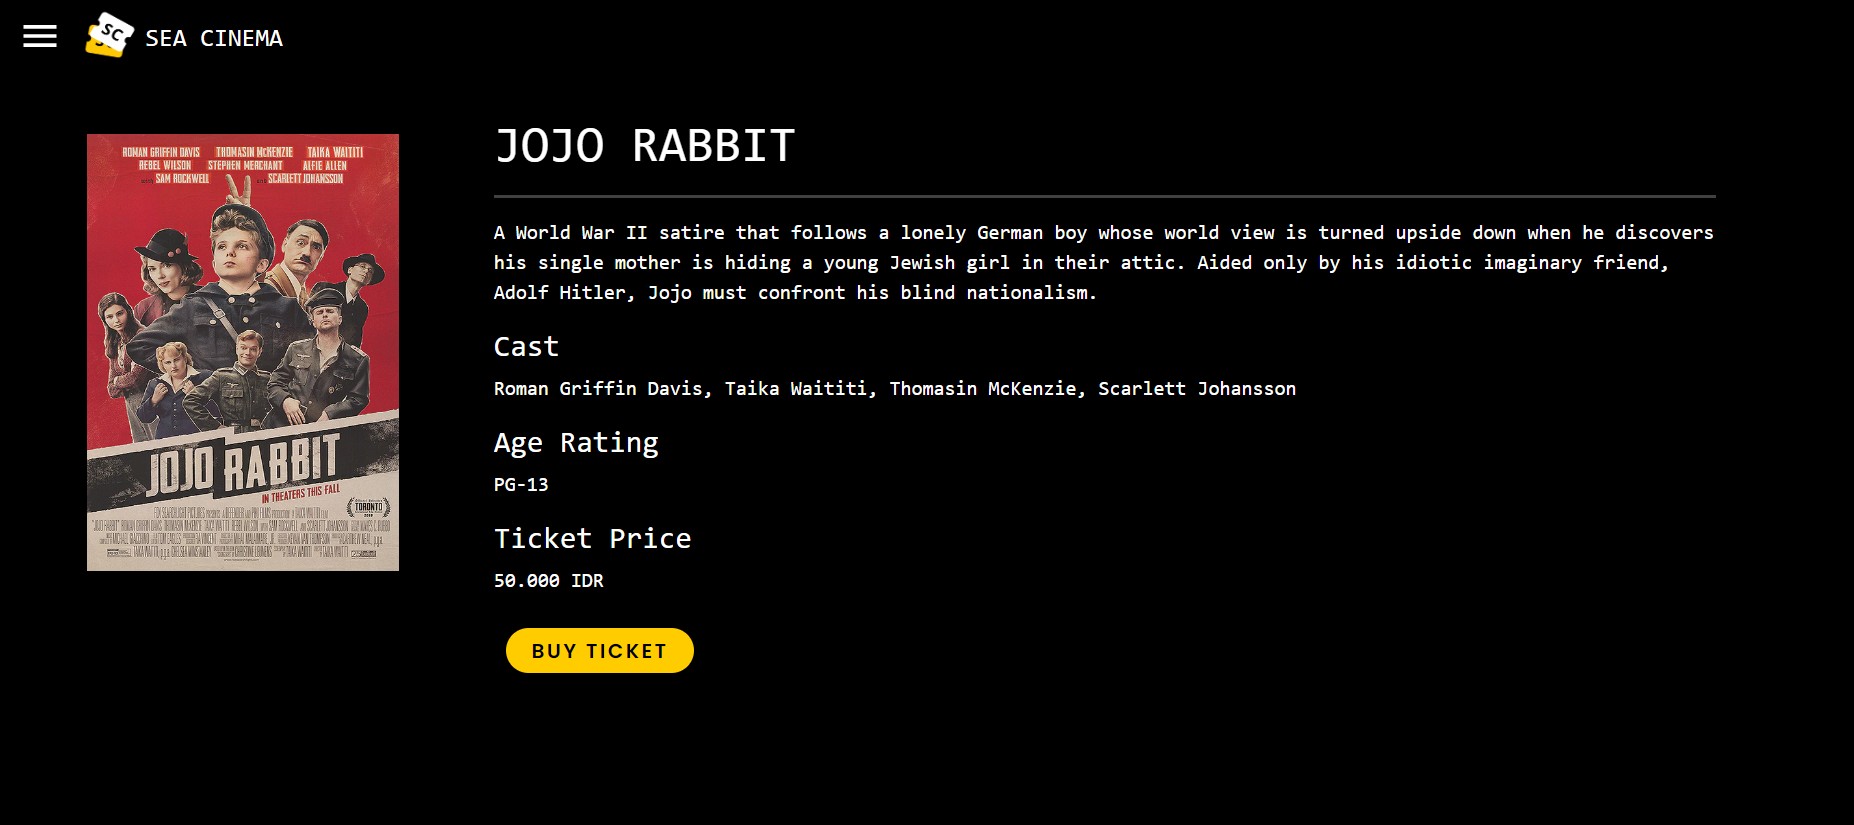 SC
SEA CINEMA
ROMAN GRIFFIN DAVIS THOMASIN McKENZIE TAIKA WAITITI
REBEL WILSON STEPHEN MERCHANT ALFIE ALLEN
SAM ROCKWELL SCARLETT JOHANSSON
JOJO RABBIT
IN THEATERS THIS FALL
TORONTO
JOJO RABBIT
A World War II satire that follows a lonely German boy whose world view is turned upside down when he discovers
his single mother is hiding a young Jewish girl in their attic. Aided only by his idiotic imaginary friend,
Adolf Hitler, Jojo must confront his blind nationalism.
Cast
Roman Griffin Davis, Taika Waititi, Thomasin McKenzie, Scarlett Johansson
Age Rating
PG-13
Ticket Price
50.000 IDR
BUY TICKET